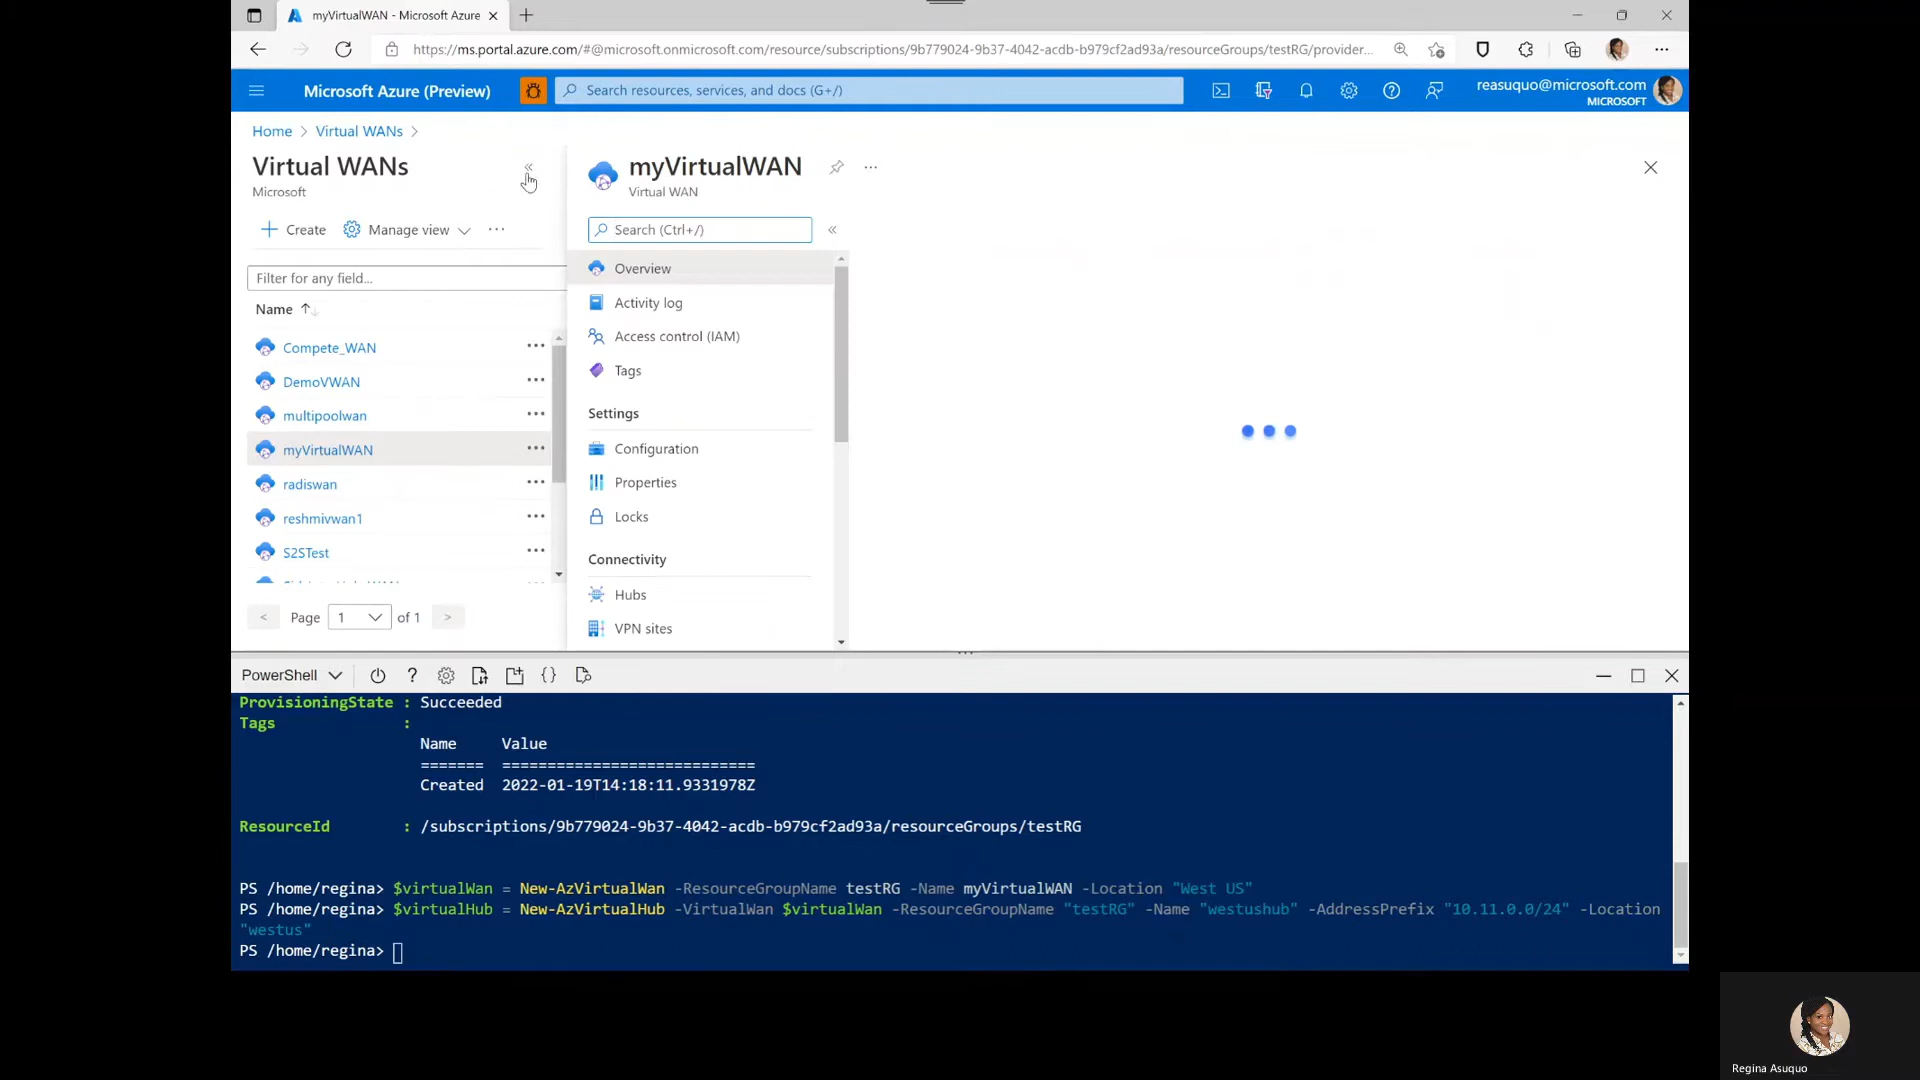 myVirtualWAN - Microsoft Azure
https://ms.portal.azure.com/#@microsoft.onmicrosoft.com/resource/subscriptions/9b779024-9b37-4042-acdb-b979cf2ad93a/resourceGroups/testRG/provider...
Microsoft Azure (Preview)
Search resources, services, and docs (G+/)
reasuquo@microsoft.com
MICROSOFT
Home > Virtual WANs >
Virtual WANs
Microsoft
Create
Manage view
Filter for any field...
Name
Compete_WAN
DemoVWAN
multipoolwan
myVirtualWAN
radiswan
reshmivwan1
S2STest
< Page 1 of 1 >
myVirtualWAN
Virtual WAN
Search (Ctrl+/)
Overview
Activity log
Access control (IAM)
Tags
Settings
Configuration
Properties
Locks
Connectivity
Hubs
VPN sites
PowerShell
ProvisioningState : Succeeded
Tags :
Name Value
======= ===========================
Created 2022-01-19T14:18:11.9331978Z
ResourceId : /subscriptions/9b779024-9b37-4042-acdb-b979cf2ad93a/resourceGroups/testRG
PS /home/regina> $virtualWan = New-AzVirtualWan -ResourceGroupName testRG -Name myVirtualWAN -Location "West US"
PS /home/regina> $virtualHub = New-AzVirtualHub -VirtualWan $virtualWan -ResourceGroupName "testRG" -Name "westushub" -AddressPrefix "10.11.0.0/24" -Location
"westus"
PS /home/regina>
Regina Asuquo